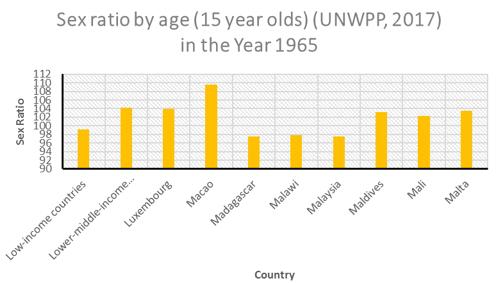 Sex ratio by age (15 year olds) (UNWPP, 2017)
in the Year 1965
112
110
108
106
104
102
100
98
96
94
92
90
Sex Ratio
Low-income countries
Lower-middle-income...
Luxembourg
Macao
Madagascar
Malawi
Malaysia
Maldives
Mali
Malta
Country